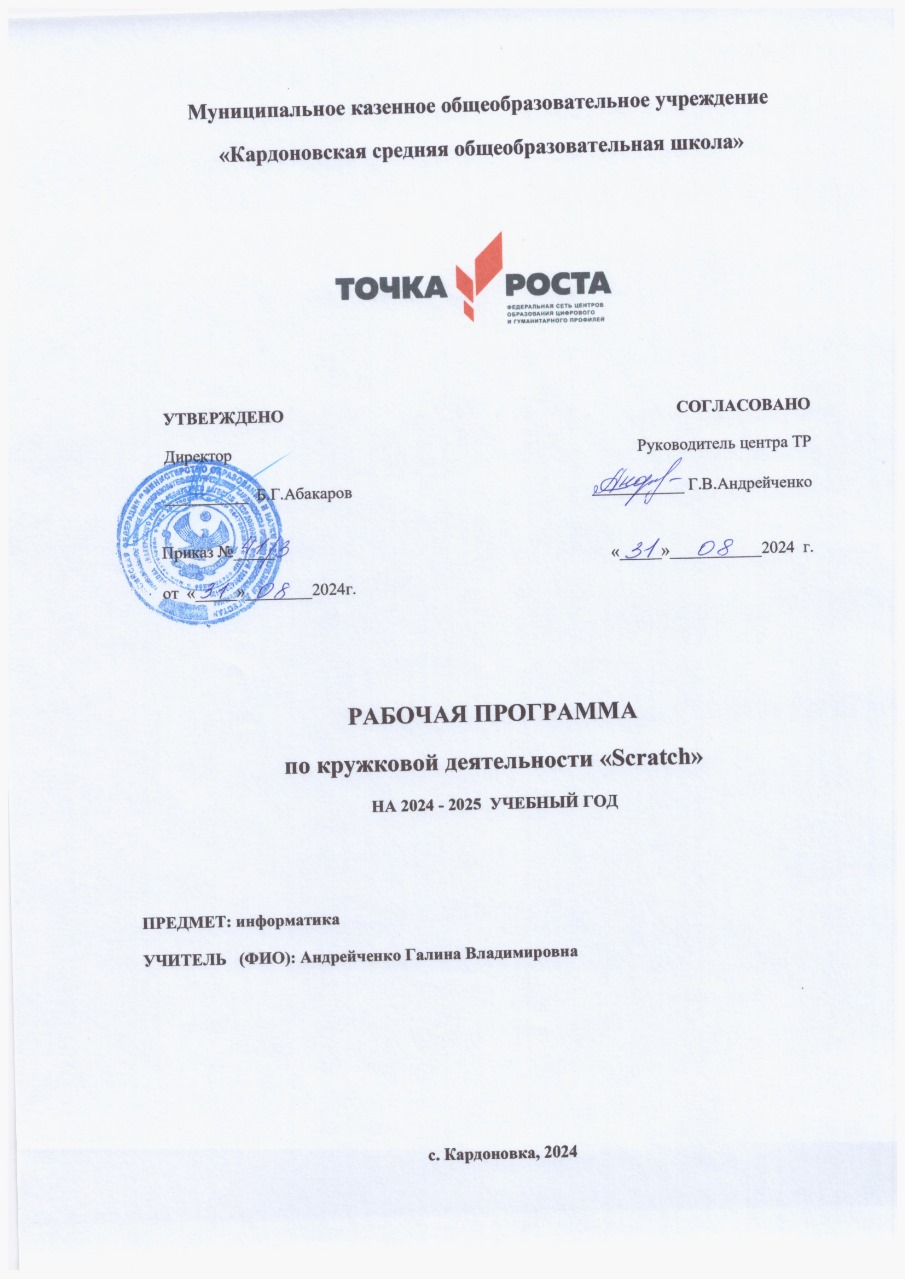 Муниципальное казенное общеобразовательное учреждение
«Кардоновская средняя общеобразовательная школа»
ТОЧКА РОСТА
ФЕДЕРАЛЬНАЯ СЕТЬ ЦЕНТРОВ
ОБРАЗОВАНИЯ ЦИФРОВОГО
И ГУМАНИТАРНОГО ПРОФИЛЕЙ
УТВЕРЖДЕНО
Директор
Б.Г.Абакаров
Приказ №
от «31» 08 2024г.
СОГЛАСОВАНО
Руководитель центра ТР
Г.В.Андрейченко
«31» 08 2024 г.
РАБОЧАЯ ПРОГРАММА
по кружковой деятельности «Scratch»
НА 2024 - 2025 УЧЕБНЫЙ ГОД
ПРЕДМЕТ: информатика
УЧИТЕЛЬ (ФИО): Андрейченко Галина Владимировна
с. Кардоновка, 2024